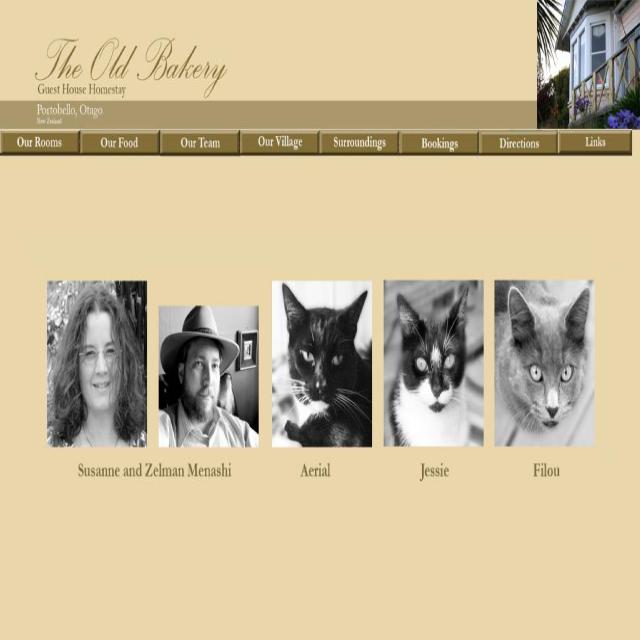 The Old Bakery
Guest House Homestay
Portobello, Otago
New Zealand
Our Rooms Our Food Our Team Our Village Surroundings Bookings Directions Links
Susanne and Zelman Menashi Aerial Jessie Filou